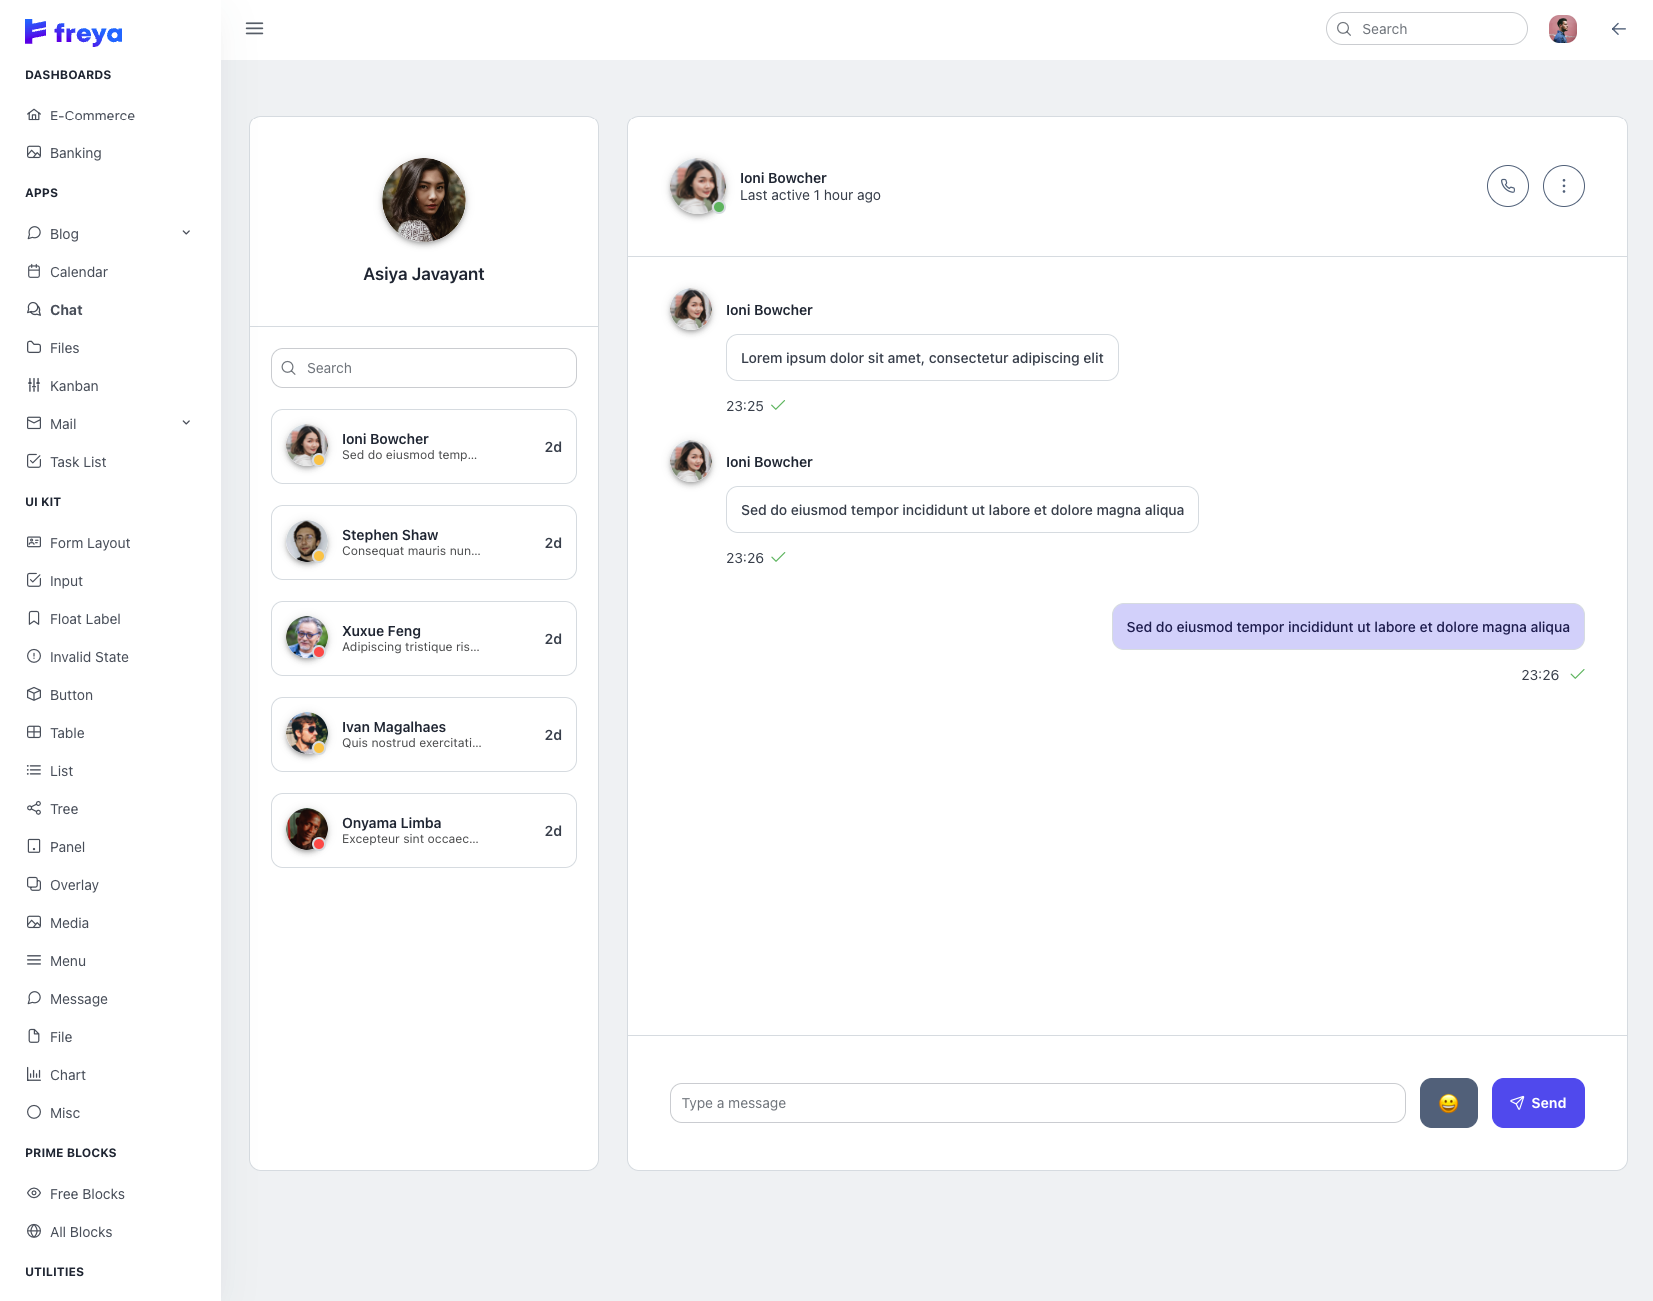 freya
DASHBOARDS
E-Commerce
Banking
APPS
Blog
Calendar
Chat
Files
Kanban
Mail
Task List
UI KIT
Form Layout
Input
Float Label
Invalid State
Button
Table
List
Tree
Panel
Overlay
Media
Menu
Message
File
Chart
Misc
PRIME BLOCKS
Free Blocks
All Blocks
UTILITIES
Search
Asiya Javayant
Search
Ioni Bowcher
Sed do eiusmod temp...
2d
Stephen Shaw
Consequat mauris nun...
2d
Xuxue Feng
Adipiscing tristique ris...
2d
Ivan Magalhaes
Quis nostrud exercitati...
2d
Onyama Limba
Excepteur sint occaec...
2d
Ioni Bowcher
Last active 1 hour ago
Ioni Bowcher
Lorem ipsum dolor sit amet, consectetur adipiscing elit
23:25
Ioni Bowcher
Sed do eiusmod tempor incididunt ut labore et dolore magna aliqua
23:26
Sed do eiusmod tempor incididunt ut labore et dolore magna aliqua
23:26
Type a message
Send